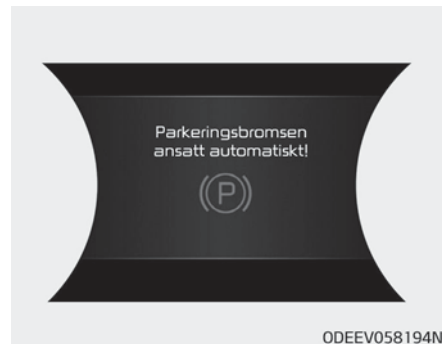 Parkeringsbromsen
ansatt automatiskt!
(P)
ODEEV058194N